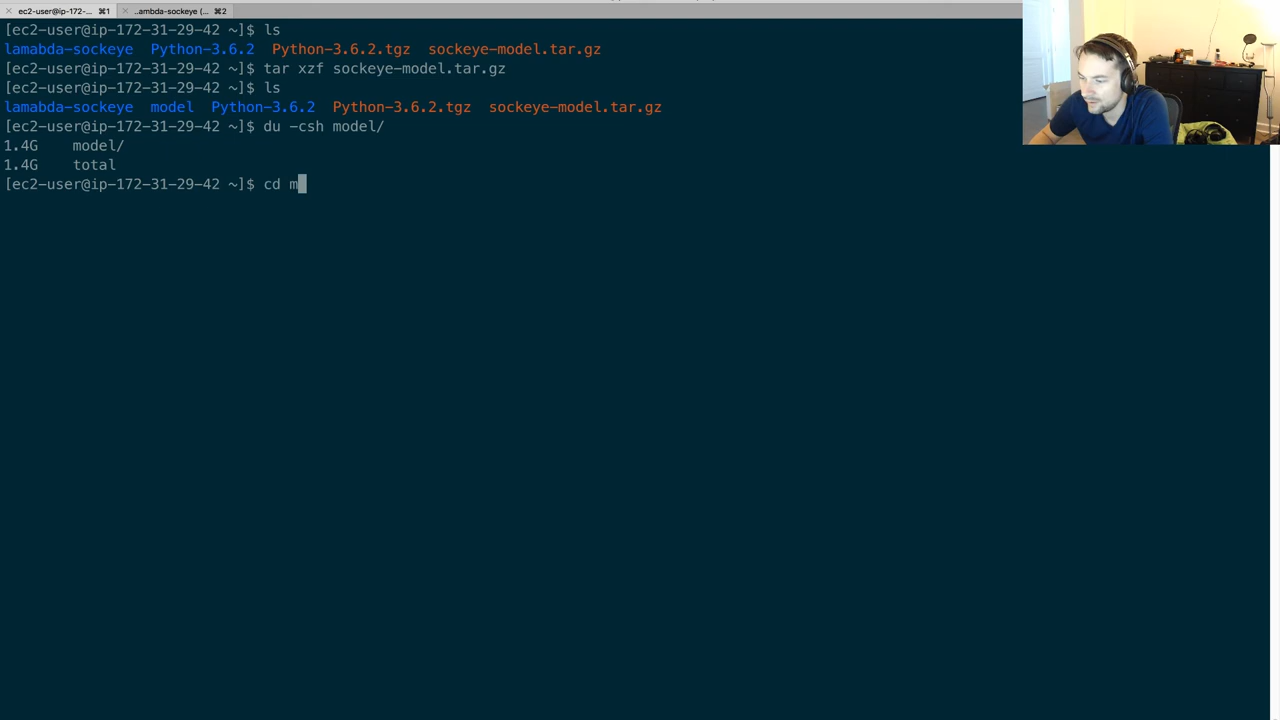 ec2-user@ip-172-... ⌘1 ..ambda-sockeye (... ⌘2
[ec2-user@ip-172-31-29-42 ~]$ ls
lamabda-sockeye Python-3.6.2 Python-3.6.2.tgz sockeye-model.tar.gz
[ec2-user@ip-172-31-29-42 ~]$ tar xzf sockeye-model.tar.gz
[ec2-user@ip-172-31-29-42 ~]$ ls
lamabda-sockeye model Python-3.6.2 Python-3.6.2.tgz sockeye-model.tar.gz
[ec2-user@ip-172-31-29-42 ~]$ du -csh model/
1.4G model/
1.4G total
[ec2-user@ip-172-31-29-42 ~]$ cd m